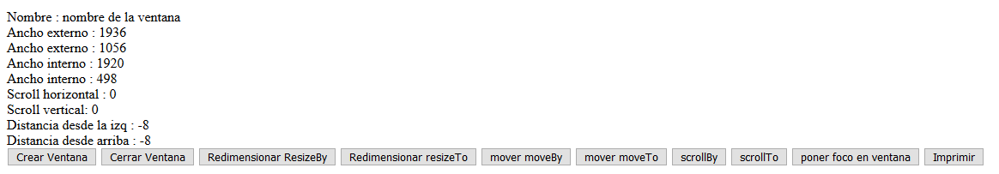 Nombre : nombre de la ventana
Ancho externo : 1936
Ancho externo : 1056
Ancho interno : 1920
Ancho interno : 498
Scroll horizontal : 0
Scroll vertical: 0
Distancia desde la izq : -8
Distancia desde arriba : -8
Crear Ventana Cerrar Ventana Redimensionar ResizeBy Redimensionar resizeTo mover moveBy mover moveTo scrollBy scrollTo poner foco en ventana Imprimir